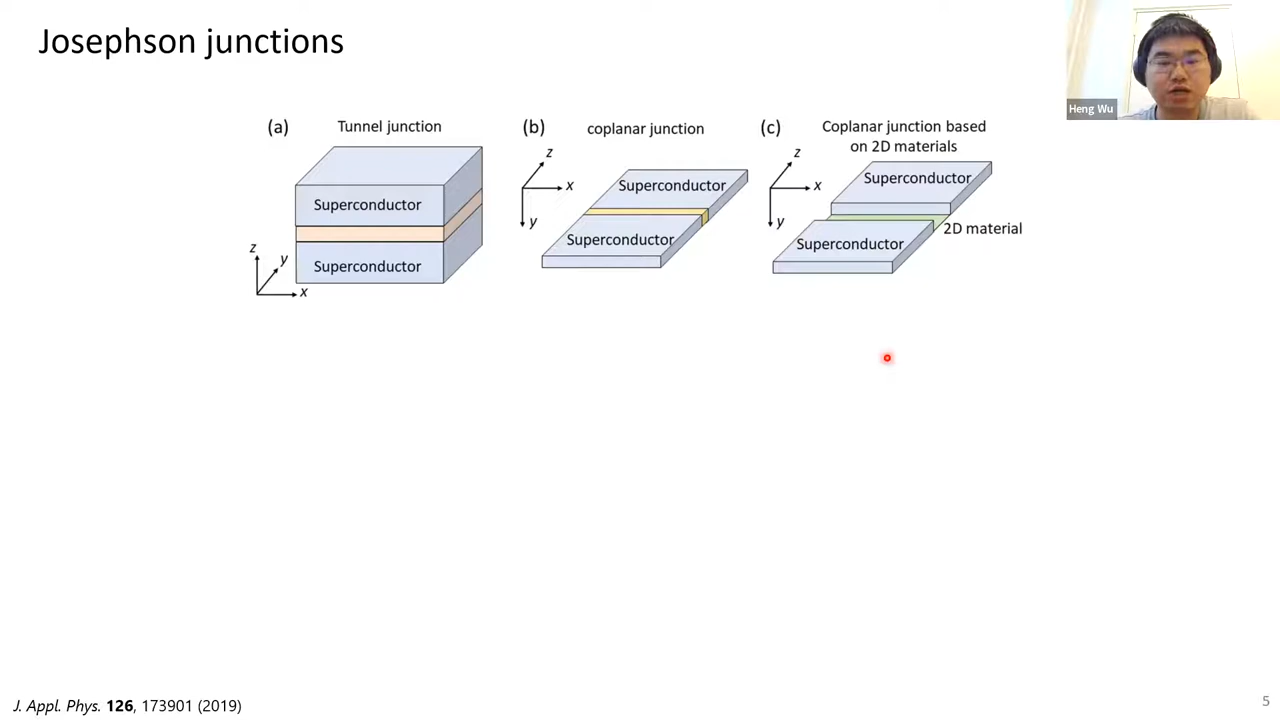 Josephson junctions
Heng Wu
(a)
Tunnel junction
Superconductor
Superconductor
z
y
x
(b)
coplanar junction
z
x
y
Superconductor
Superconductor
(c)
Coplanar junction based
on 2D materials
z
x
y
Superconductor
Superconductor
2D material
J. Appl. Phys. 126, 173901 (2019)
5